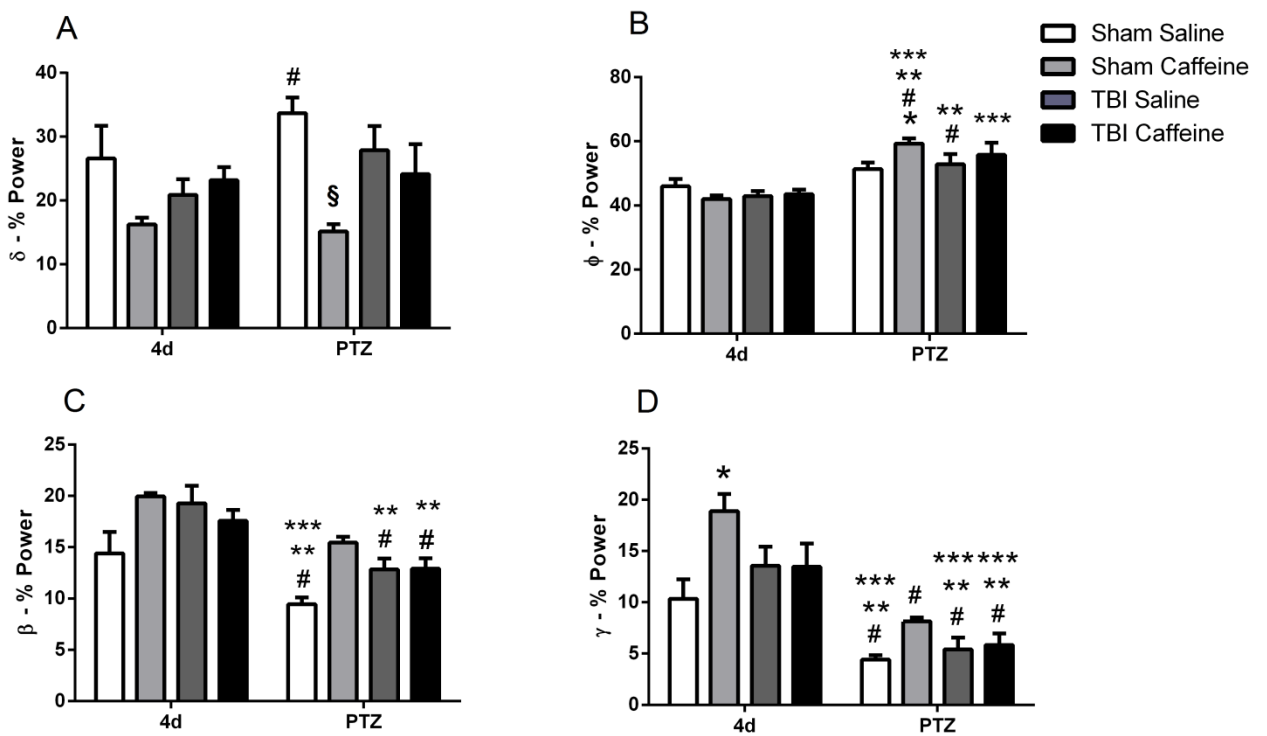 A
40
30
20
10
0
δ - % Power
#
§
4d
PTZ
B
80
60
40
20
0
ϕ - % Power
***
**
#
*
**
#
***
4d
PTZ
Sham Saline
Sham Caffeine
TBI Saline
TBI Caffeine
C
25
20
15
10
5
0
β - % Power
***
**
#
**
#
**
#
4d
PTZ
D
25
20
15
10
5
0
γ - % Power
*
***
**
#
#
***
**
#
***
**
#
4d
PTZ